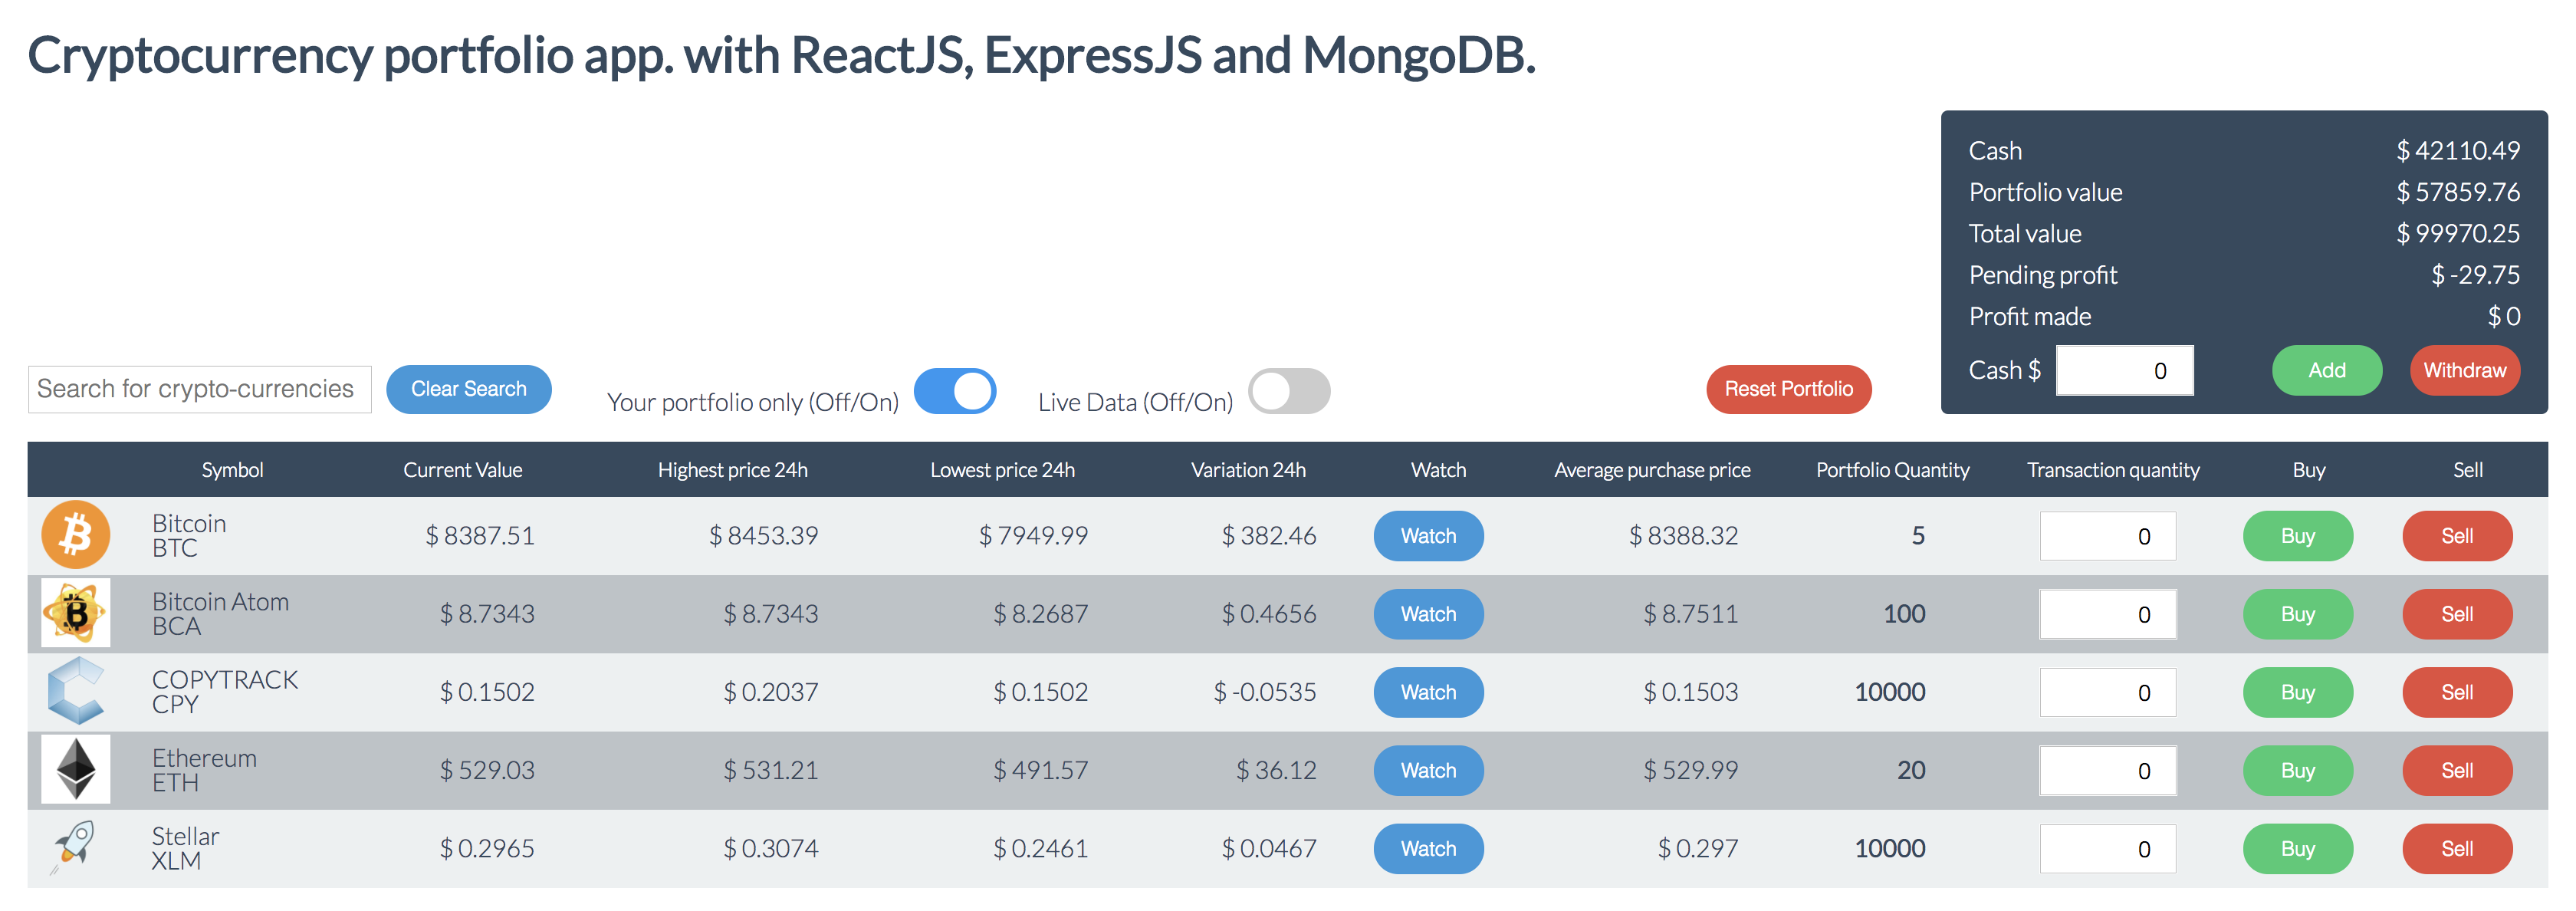 Cryptocurrency portfolio app. with ReactJS, ExpressJS and MongoDB.
Cash $ 42110.49
Portfolio value $ 57859.76
Total value $ 99970.25
Pending profit $ -29.75
Profit made $ 0
Cash $ 0 Add Withdraw
Search for crypto-currencies Clear Search Your portfolio only (Off/On) Live Data (Off/On) Reset Portfolio
Symbol Current Value Highest price 24h Lowest price 24h Variation 24h Watch Average purchase price Portfolio Quantity Transaction quantity Buy Sell
Bitcoin
BTC $ 8387.51 $ 8453.39 $ 7949.99 $ 382.46 Watch $ 8388.32 5 0 Buy Sell
Bitcoin Atom
BCA $ 8.7343 $ 8.7343 $ 8.2687 $ 0.4656 Watch $ 8.7511 100 0 Buy Sell
COPYTRACK
CPY $ 0.1502 $ 0.2037 $ 0.1502 $ -0.0535 Watch $ 0.1503 10000 0 Buy Sell
Ethereum
ETH $ 529.03 $ 531.21 $ 491.57 $ 36.12 Watch $ 529.99 20 0 Buy Sell
Stellar
XLM $ 0.2965 $ 0.3074 $ 0.2461 $ 0.0467 Watch $ 0.297 10000 0 Buy Sell